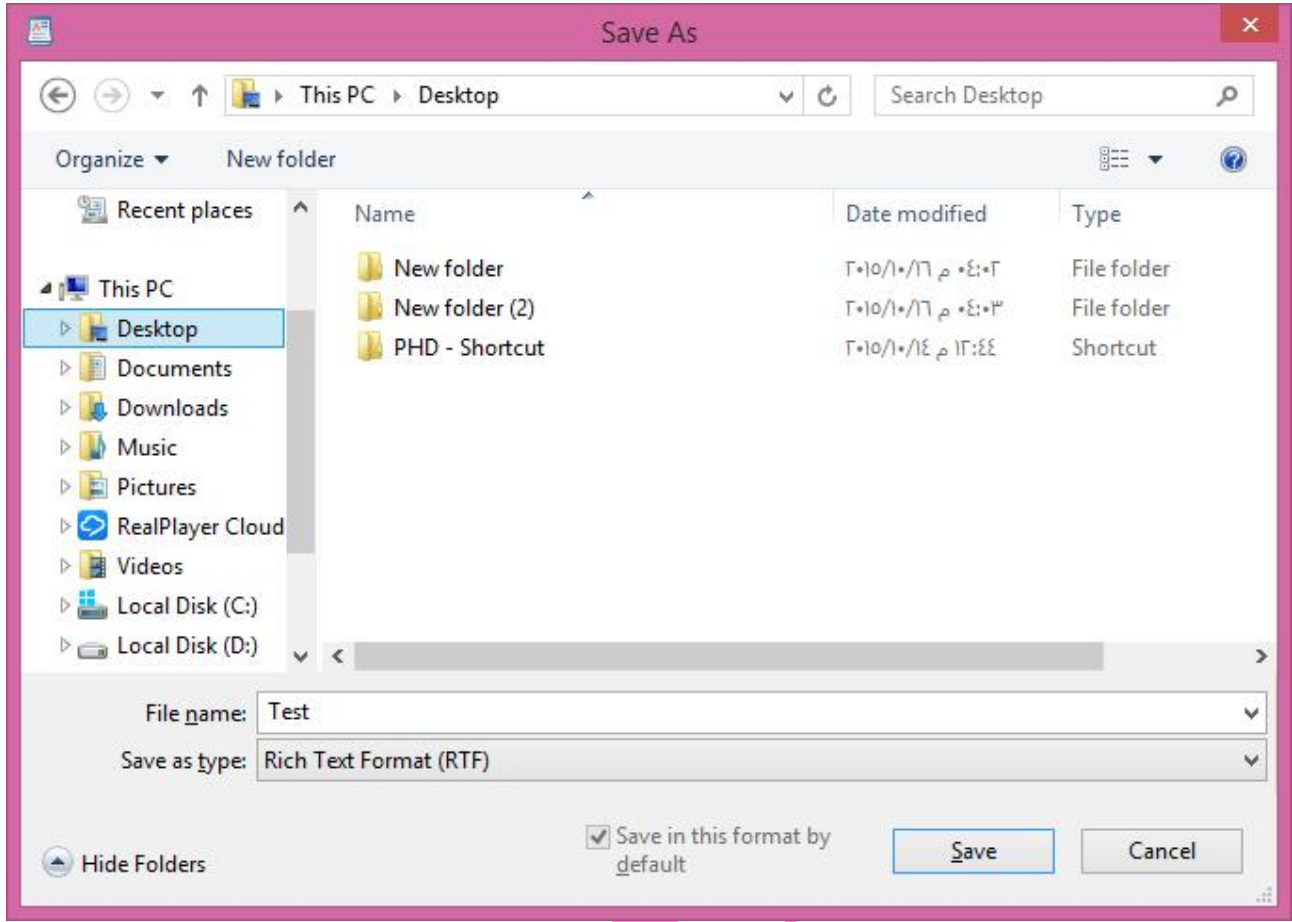 Save As
This PC Desktop
Search Desktop
Organize New folder
Recent places
This PC
Desktop
Documents
Downloads
Music
Pictures
RealPlayer Cloud
Videos
Local Disk (C:)
Local Disk (D:)
Name Date modified Type
New folder ٢٠١٥/١٠/١٦ م ٠٤:٠٢ File folder
New folder (2) ٢٠١٥/١٠/١٦ م ٠٤:٠٣ File folder
PHD - Shortcut ٢٠١٥/١٠/١٤ م ١٢:٤٤ Shortcut
File name: Test
Save as type: Rich Text Format (RTF)
Hide Folders
Save in this format by
default
Save
Cancel